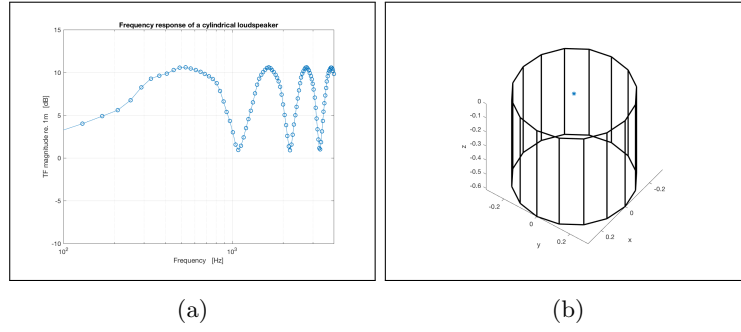 Frequency response of a cylindrical loudspeaker
15
10
5
0
-5
-10
TF magnitude re. 1m [dB]
10²
10³
Frequency [Hz]
0
-0.1
-0.2
-0.3
-0.4
-0.5
-0.6
z
-0.2
0
0.2
y
0.2
0
-0.2
x
(a)
(b)